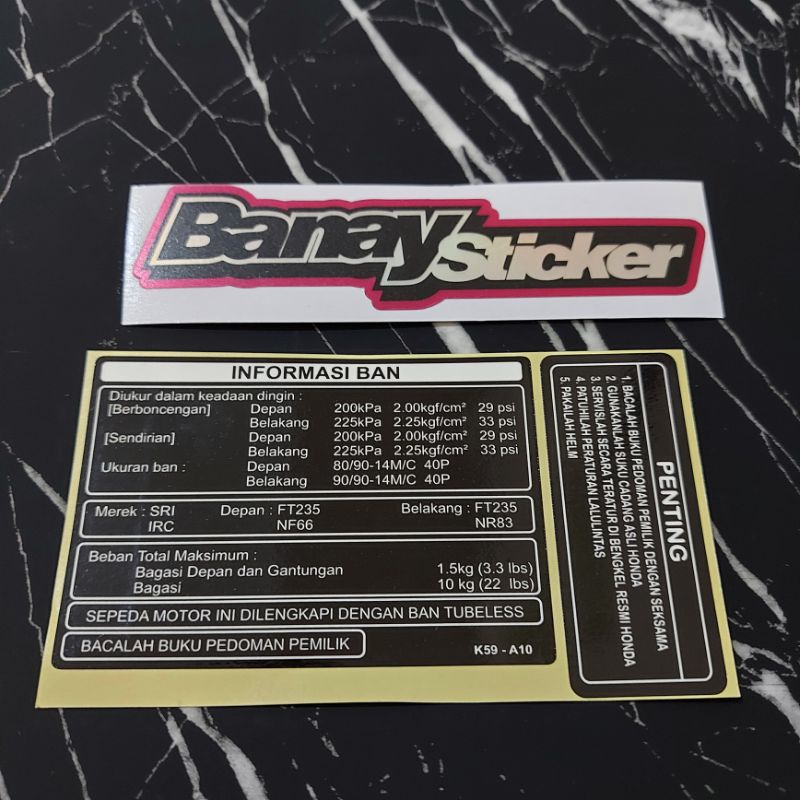 Banay Sticker
INFORMASI BAN
Diukur dalam keadaan dingin :
[Berboncengan] Depan 200kPa 2.00kgf/cm² 29 psi
Belakang 225kPa 2.25kgf/cm² 33 psi
[Sendirian] Depan 200kPa 2.00kgf/cm² 29 psi
Belakang 225kPa 2.25kgf/cm² 33 psi
Ukuran ban : Depan 80/90-14M/C 40P
Belakang 90/90-14M/C 40P
Merek : SRI Depan : FT235 Belakang : FT235
IRC NF66 NR83
Beban Total Maksimum :
Bagasi Depan dan Gantungan 1.5kg (3.3 lbs)
Bagasi 10 kg (22 lbs)
SEPEDA MOTOR INI DILENGKAPI DENGAN BAN TUBELESS
BACALAH BUKU PEDOMAN PEMILIK
K59 - A10
PENTING
1. BACALAH BUKU PEDOMAN PEMILIK DENGAN SEKSAMA
2. GUNAKANLAH SUKU CADANG ASLI HONDA
3. SERVISLAH SECARA TERATUR DI BENGKEL RESMI HONDA
4. PATUHILAH PERATURAN LALULINTAS
5. PAKAILAH HELM